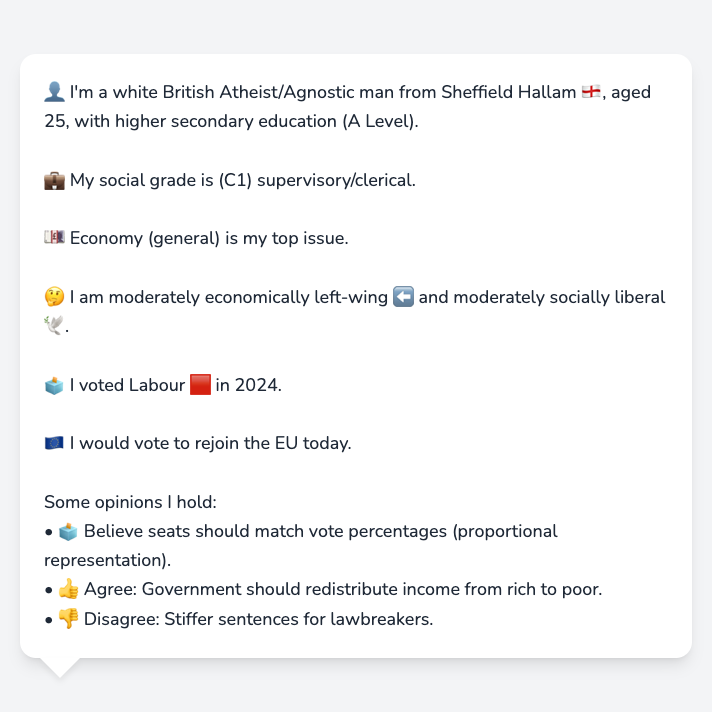 👤 I'm a white British Atheist/Agnostic man from Sheffield Hallam 🏴󠁧󠁢󠁥󠁮󠁧󠁿, aged
25, with higher secondary education (A Level).
💼 My social grade is (C1) supervisory/clerical.
💷 Economy (general) is my top issue.
🤔 I am moderately economically left-wing ⬅️ and moderately socially liberal
🕊️.
🗳️ I voted Labour 🟥 in 2024.
🇪🇺 I would vote to rejoin the EU today.
Some opinions I hold:
• 🗳️ Believe seats should match vote percentages (proportional
representation).
• 👍 Agree: Government should redistribute income from rich to poor.
• 👎 Disagree: Stiffer sentences for lawbreakers.